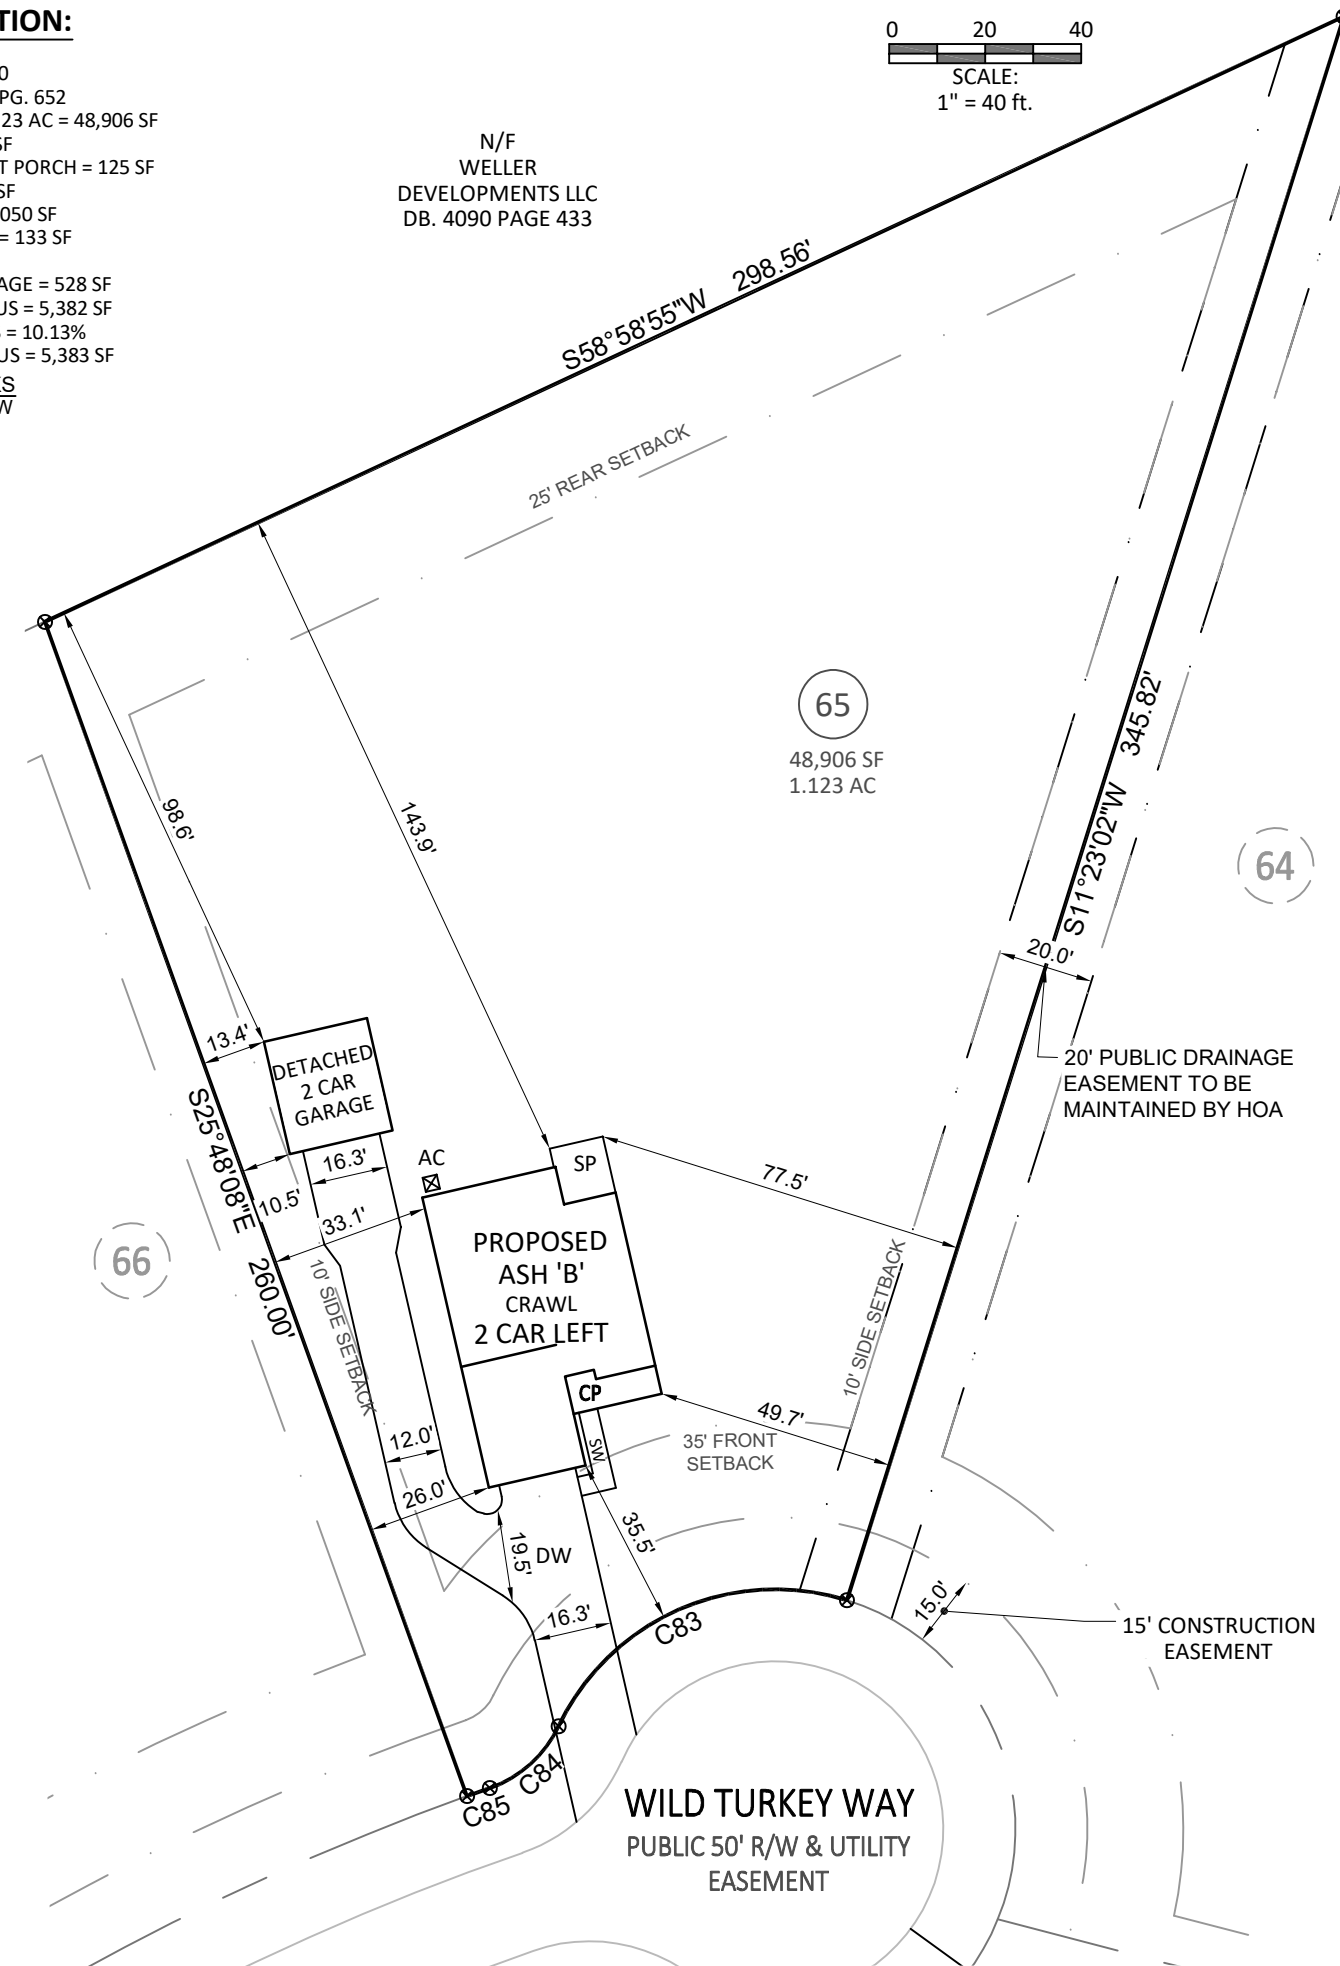 TION:
0
PG. 652
23 AC = 48,906 SF
SF
T PORCH = 125 SF
SF
050 SF
= 133 SF
AGE = 528 SF
US = 5,382 SF
= 10.13%
US = 5,383 SF
KS
W
N/F
WELLER
DEVELOPMENTS LLC
DB. 4090 PAGE 433
0 20 40
SCALE:
1" = 40 ft.
S58°58'55"W 298.56'
25' REAR SETBACK
65
48,906 SF
1.123 AC
S11°23'02"W 345.82'
64
98.6'
143.9'
20.0'
20' PUBLIC DRAINAGE
EASEMENT TO BE
MAINTAINED BY HOA
13.4'
DETACHED
2 CAR
GARAGE
S25°48'08"E 260.00'
10.5'
16.3'
AC
SP
77.5'
33.1'
66
PROPOSED
ASH 'B'
CRAWL
2 CAR LEFT
10' SIDE SETBACK
10' SIDE SETBACK
CP
49.7'
35' FRONT
SETBACK
SW
12.0'
26.0'
19.5'
DW
35.5'
16.3'
C83
15.0'
15' CONSTRUCTION
EASEMENT
C84
C85
WILD TURKEY WAY
PUBLIC 50' R/W & UTILITY
EASEMENT